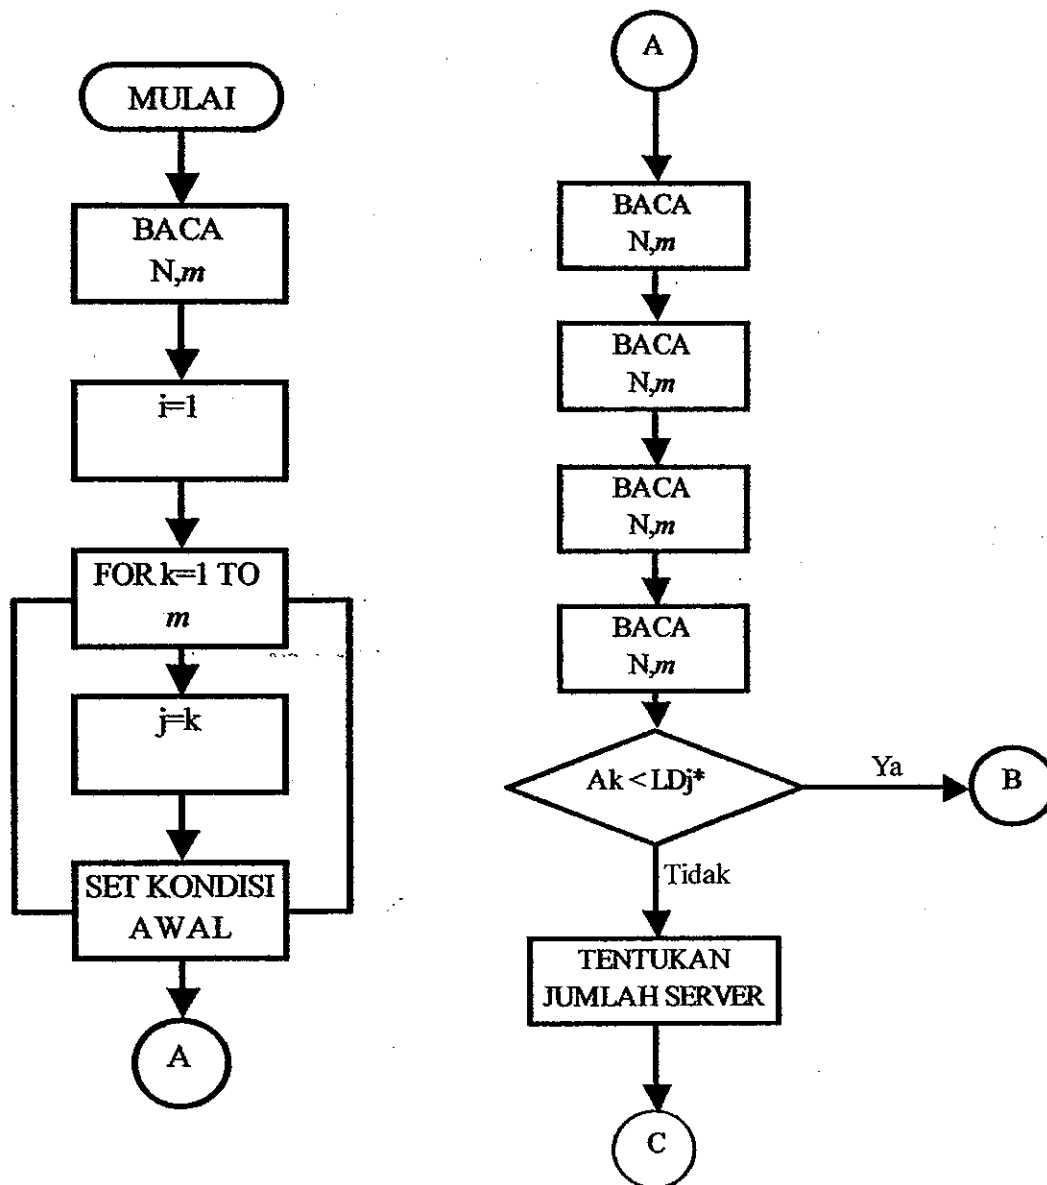 MULAI
BACA
N,m
i=1
FOR k=1 TO
m
j=k
SET KONDISI
AWAL
A
A
BACA
N,m
BACA
N,m
BACA
N,m
BACA
N,m
Ak < LDj*
Ya
B
Tidak
TENTUKAN
JUMLAH SERVER
C